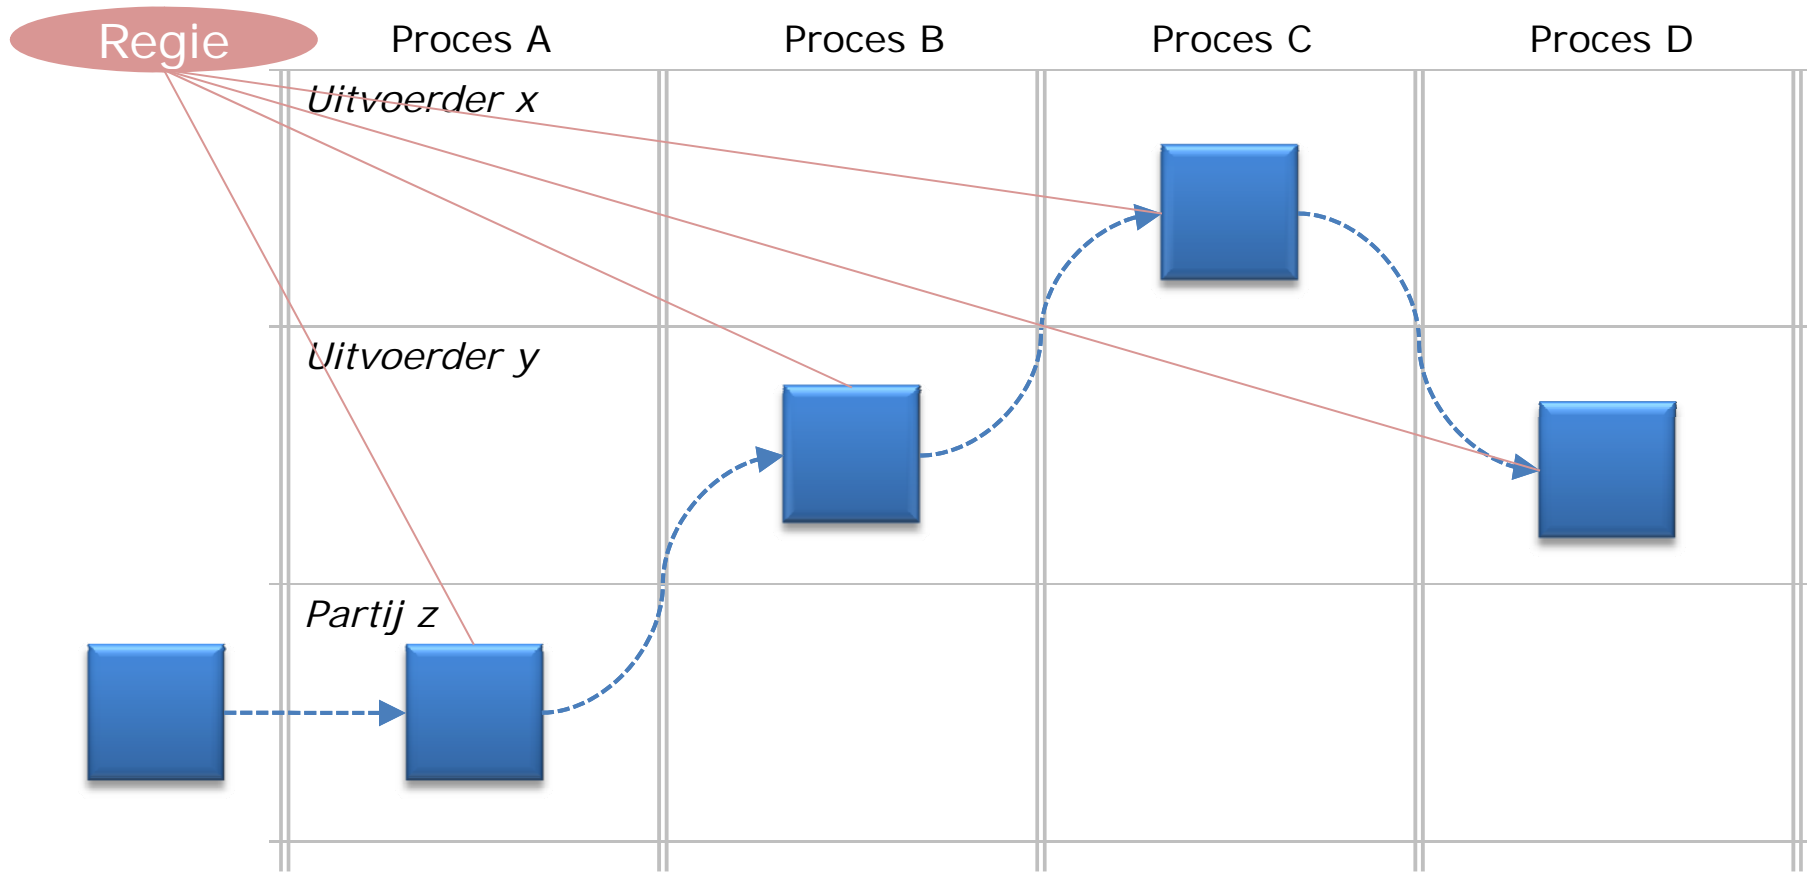 Regie
Proces A
Proces B
Proces C
Proces D
Uitvoerder x
Uitvoerder y
Partij z